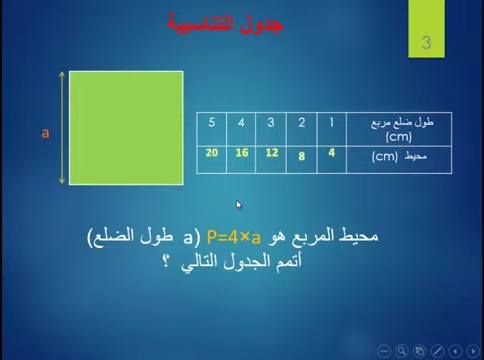 3
جدول التناسبية
a
طول ضلع مربع (cm) 1 2 3 4 5
محيط (cm) 4 8 12 16 20
محيط المربع هو P=4×a (a طول الضلع)
أتمم الجدول التالي ؟